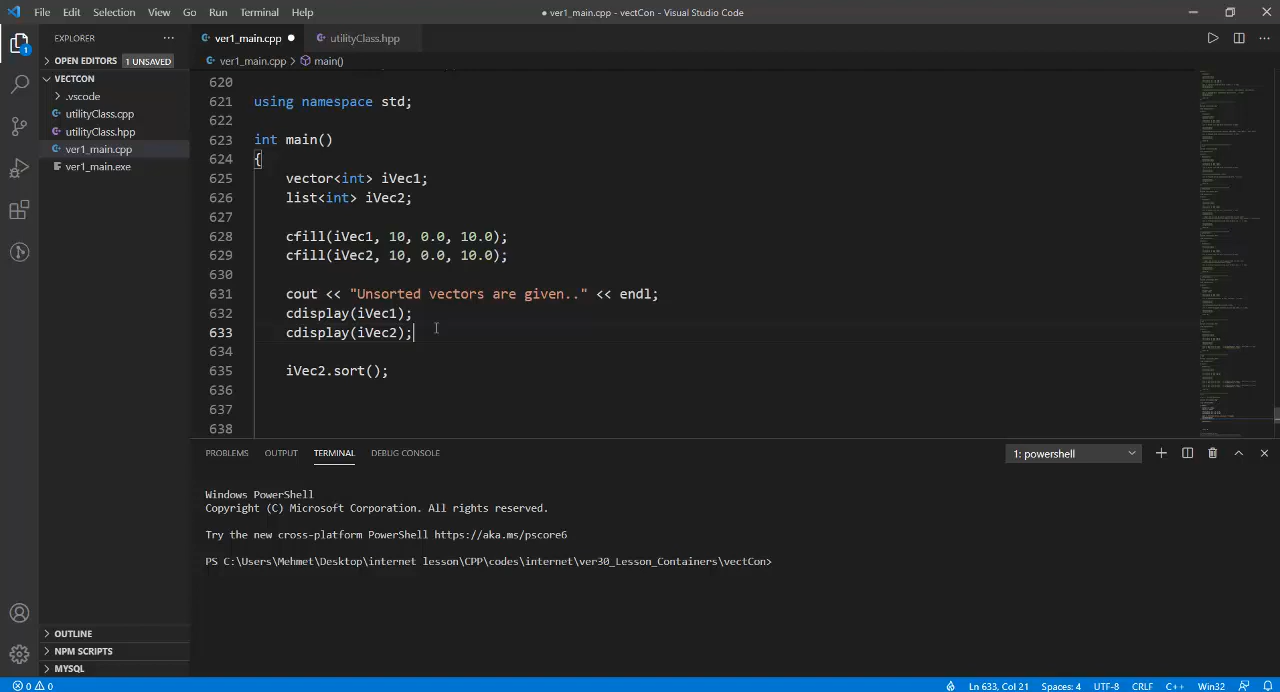 File Edit Selection View Go Run Terminal Help ● ver1_main.cpp - vectCon - Visual Studio Code
EXPLORER ver1_main.cpp utilityClass.hpp
1 OPEN EDITORS 1 UNSAVED ver1_main.cpp > main()
VECTCON
.vscode
utilityClass.cpp
utilityClass.hpp
ver1_main.cpp
ver1_main.exe
620
621 using namespace std;
622
623 int main()
624 {
625 vector<int> iVec1;
626 list<int> iVec2;
627
628 cfill(iVec1, 10, 0.0, 10.0);
629 cfill(iVec2, 10, 0.0, 10.0);
630
631 cout << "Unsorted vectors are given.." << endl;
632 cdisplay(iVec1);
633 cdisplay(iVec2);
634
635 iVec2.sort();
636
637
638
PROBLEMS OUTPUT TERMINAL DEBUG CONSOLE 1: powershell
Windows PowerShell
Copyright (C) Microsoft Corporation. All rights reserved.
Try the new cross-platform PowerShell https://aka.ms/pscore6
PS C:\Users\Mehmet\Desktop\internet lesson\CPP\codes\internet\ver30_Lesson_Containers\vectCon>
OUTLINE
NPM SCRIPTS
MYSQL
0 0 Ln 633, Col 21 Spaces: 4 UTF-8 CRLF C++ Win32